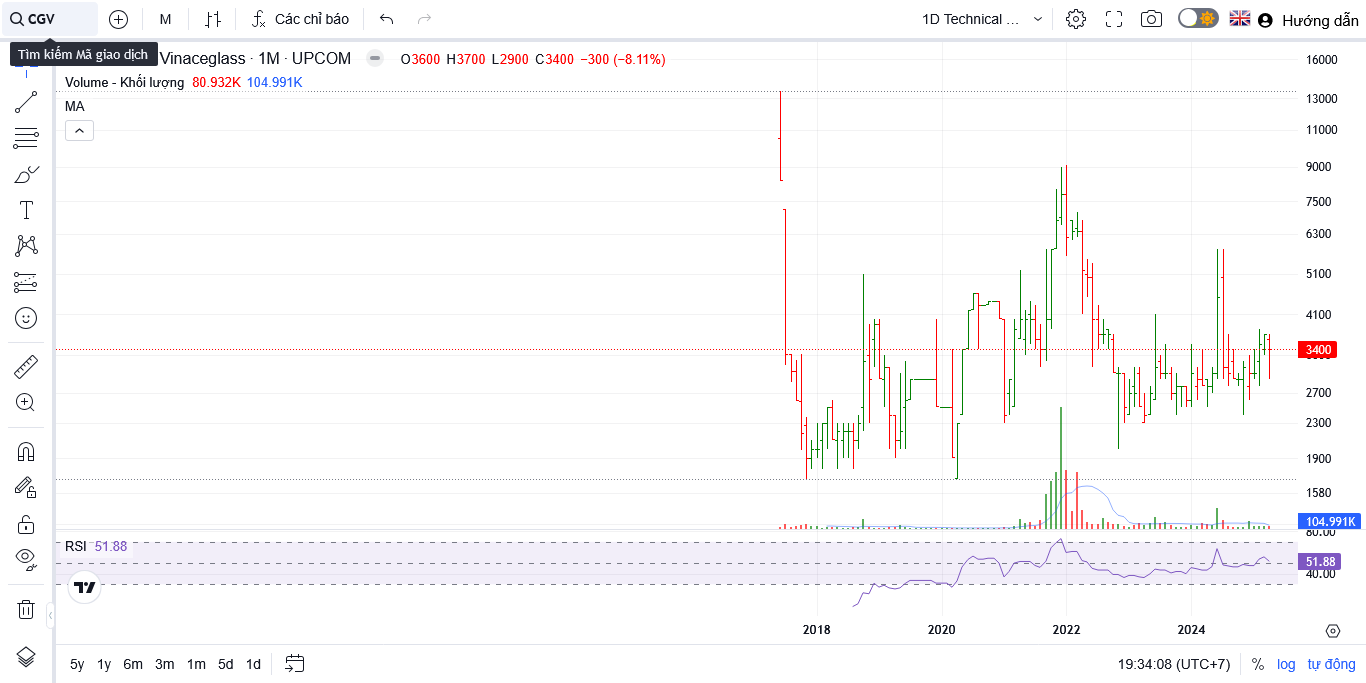 CGV
M
Các chỉ báo
1D Technical ...
Hướng dẫn
Tìm kiếm Mã giao dịch
Vinaceglass · 1M · UPCOM
O3600 H3700 L2900 C3400 −300 (−8.11%)
Volume - Khối lượng 80.932K 104.991K
MA
16000
13000
11000
9000
7500
6300
5100
4100
3400
2700
2300
1900
1580
104.991K
80.00
RSI 51.88
51.88
40.00
2018 2020 2022 2024
5y 1y 6m 3m 1m 5d 1d
19:34:08 (UTC+7) % log tự động